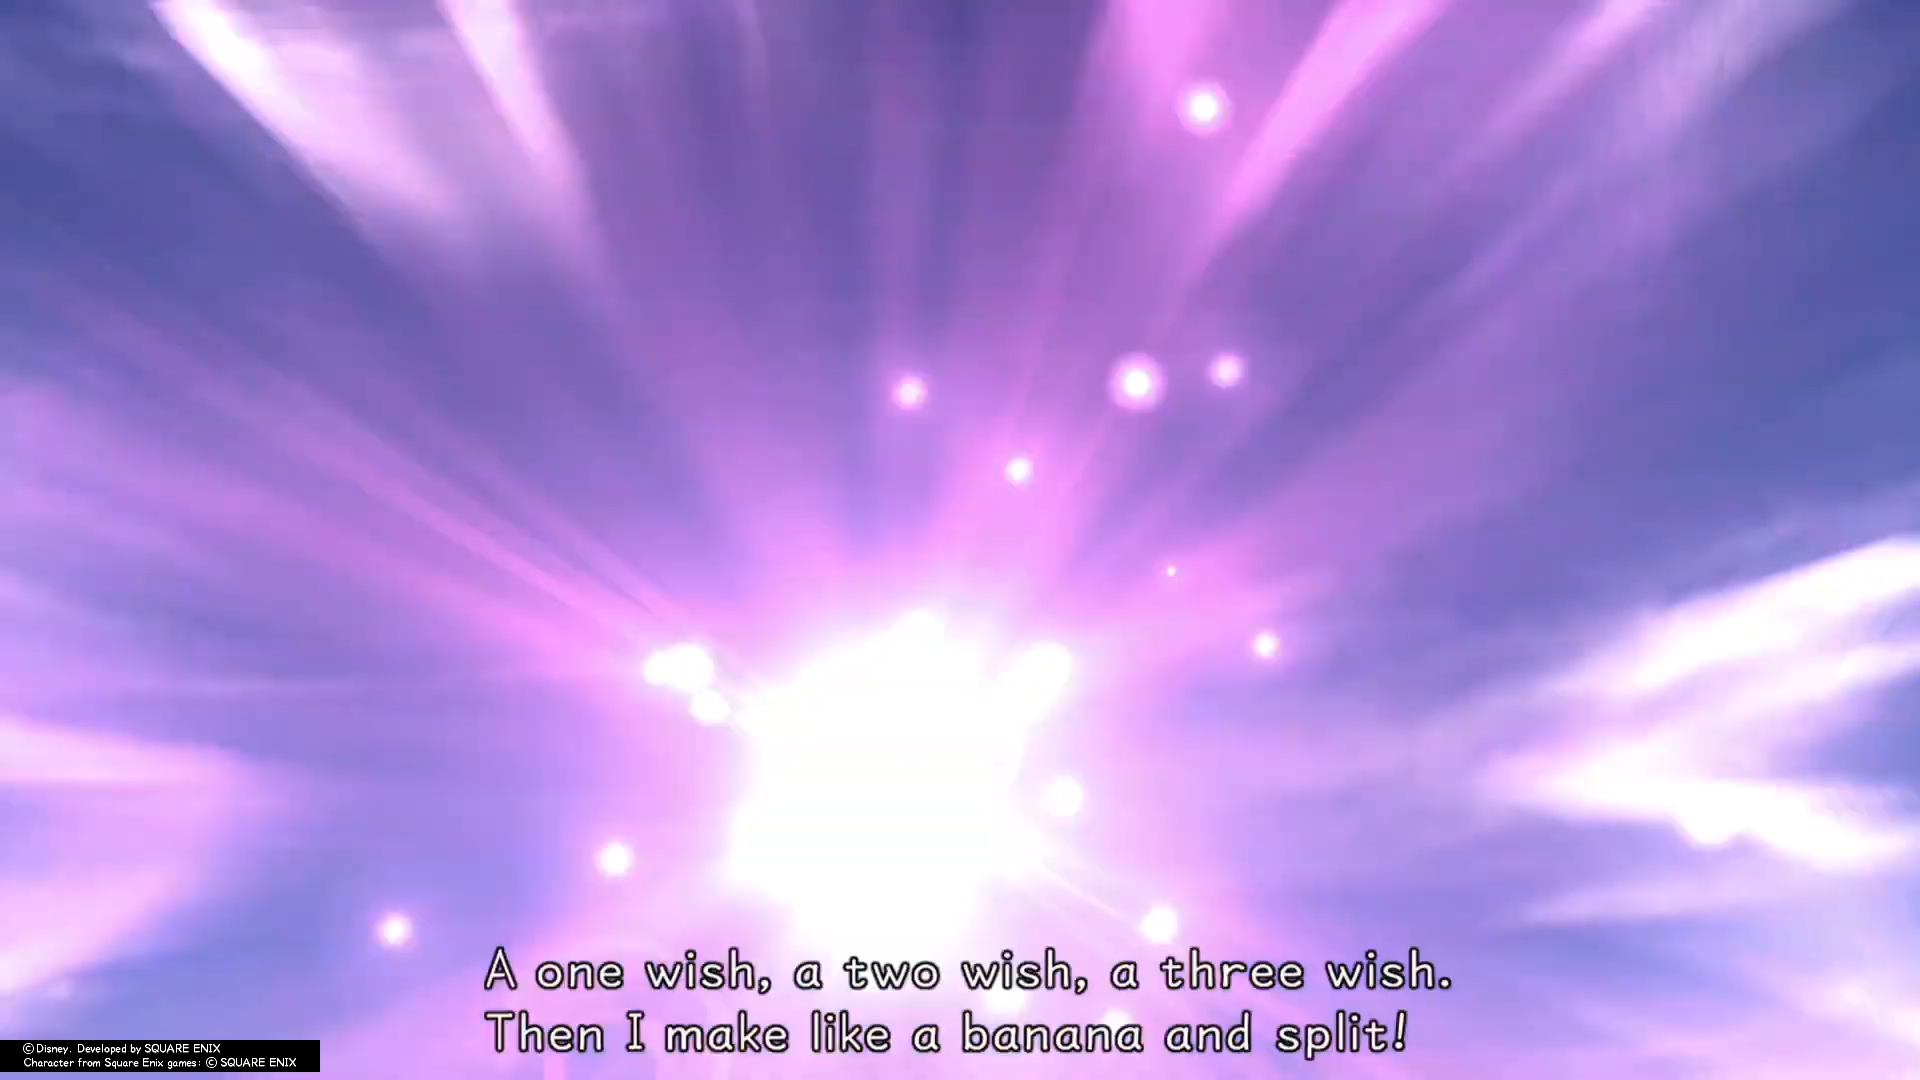 A one wish, a two wish, a three wish.
Then I make like a banana and split!
©Disney. Developed by SQUARE ENIX
Character from Square Enix games: © SQUARE ENIX